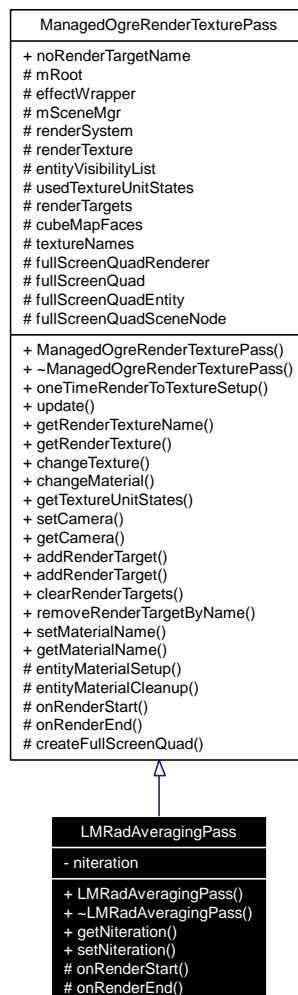 ManagedOgreRenderTexturePass
+ noRenderTargetName
# mRoot
# effectWrapper
# mSceneMgr
# renderSystem
# renderTexture
# entityVisibilityList
# usedTextureUnitStates
# renderTargets
# cubeMapFaces
# textureNames
# fullScreenQuadRenderer
# fullScreenQuad
# fullScreenQuadEntity
# fullScreenQuadSceneNode
+ ManagedOgreRenderTexturePass()
+ ~ManagedOgreRenderTexturePass()
+ oneTimeRenderToTextureSetup()
+ update()
+ getRenderTextureName()
+ getRenderTexture()
+ changeTexture()
+ changeMaterial()
+ getTextureUnitStates()
+ setCamera()
+ getCamera()
+ addRenderTarget()
+ addRenderTarget()
+ clearRenderTargets()
+ removeRenderTargetByName()
+ setMaterialName()
+ getMaterialName()
# entityMaterialSetup()
# entityMaterialCleanup()
# onRenderStart()
# onRenderEnd()
# createFullScreenQuad()
LMRadAveragingPass
- niteration
+ LMRadAveragingPass()
+ ~LMRadAveragingPass()
+ getNiteration()
+ setNiteration()
# onRenderStart()
# onRenderEnd()